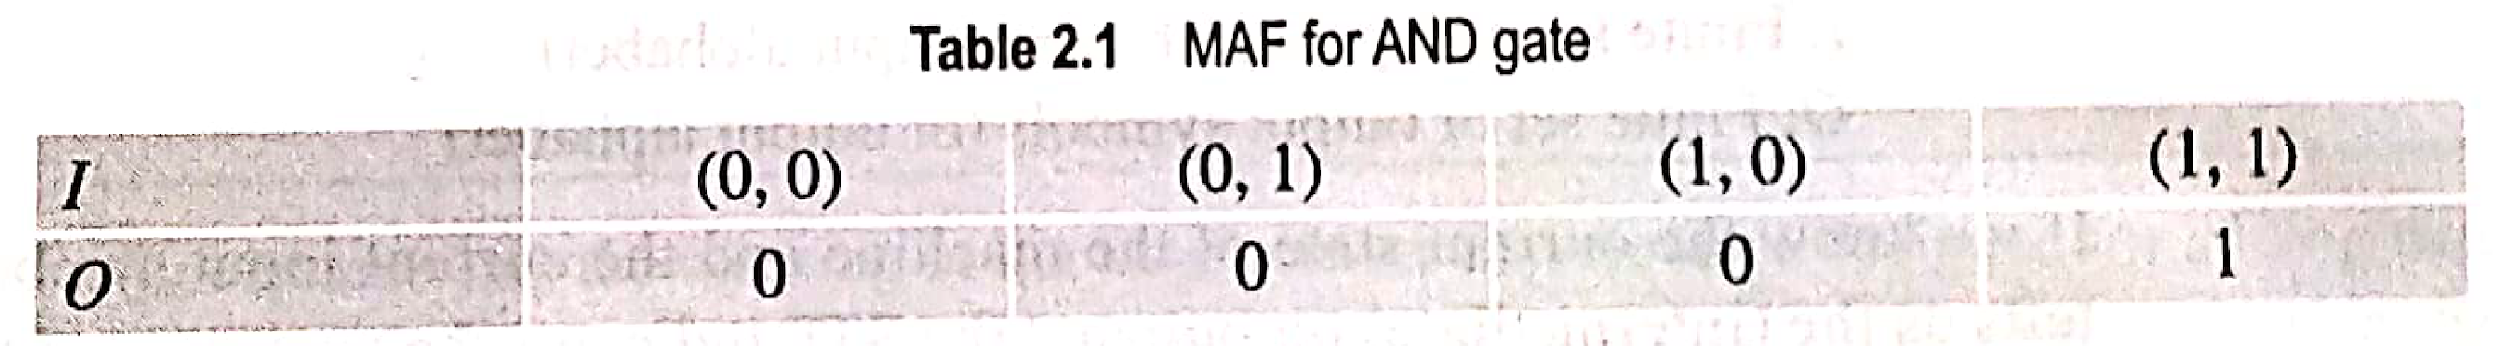 Table 2.1 MAF for AND gate
I (0, 0) (0, 1) (1, 0) (1, 1)
O 0 0 0 1